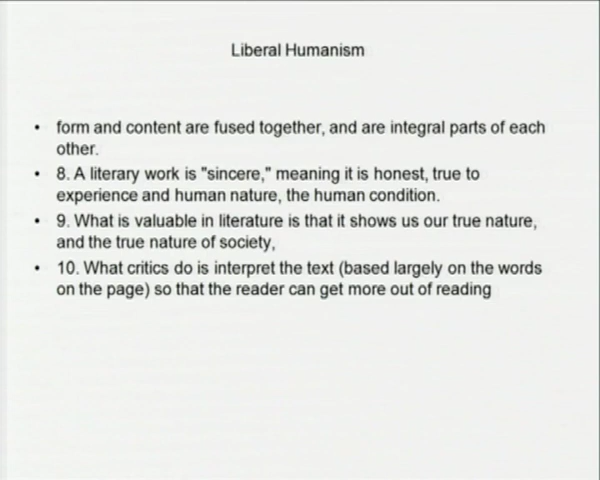 Liberal Humanism
• form and content are fused together, and are integral parts of each
other.
• 8. A literary work is "sincere," meaning it is honest, true to
experience and human nature, the human condition.
• 9. What is valuable in literature is that it shows us our true nature,
and the true nature of society,
• 10. What critics do is interpret the text (based largely on the words
on the page) so that the reader can get more out of reading